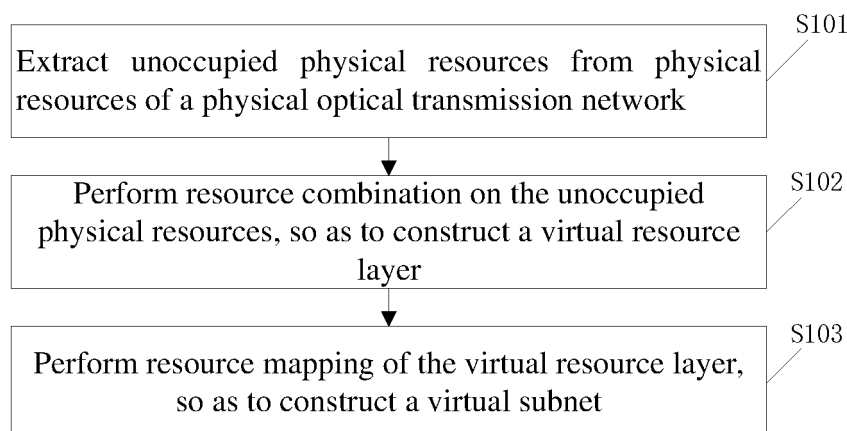 S101
Extract unoccupied physical resources from physical
resources of a physical optical transmission network
S102
Perform resource combination on the unoccupied
physical resources, so as to construct a virtual resource
layer
S103
Perform resource mapping of the virtual resource layer,
so as to construct a virtual subnet